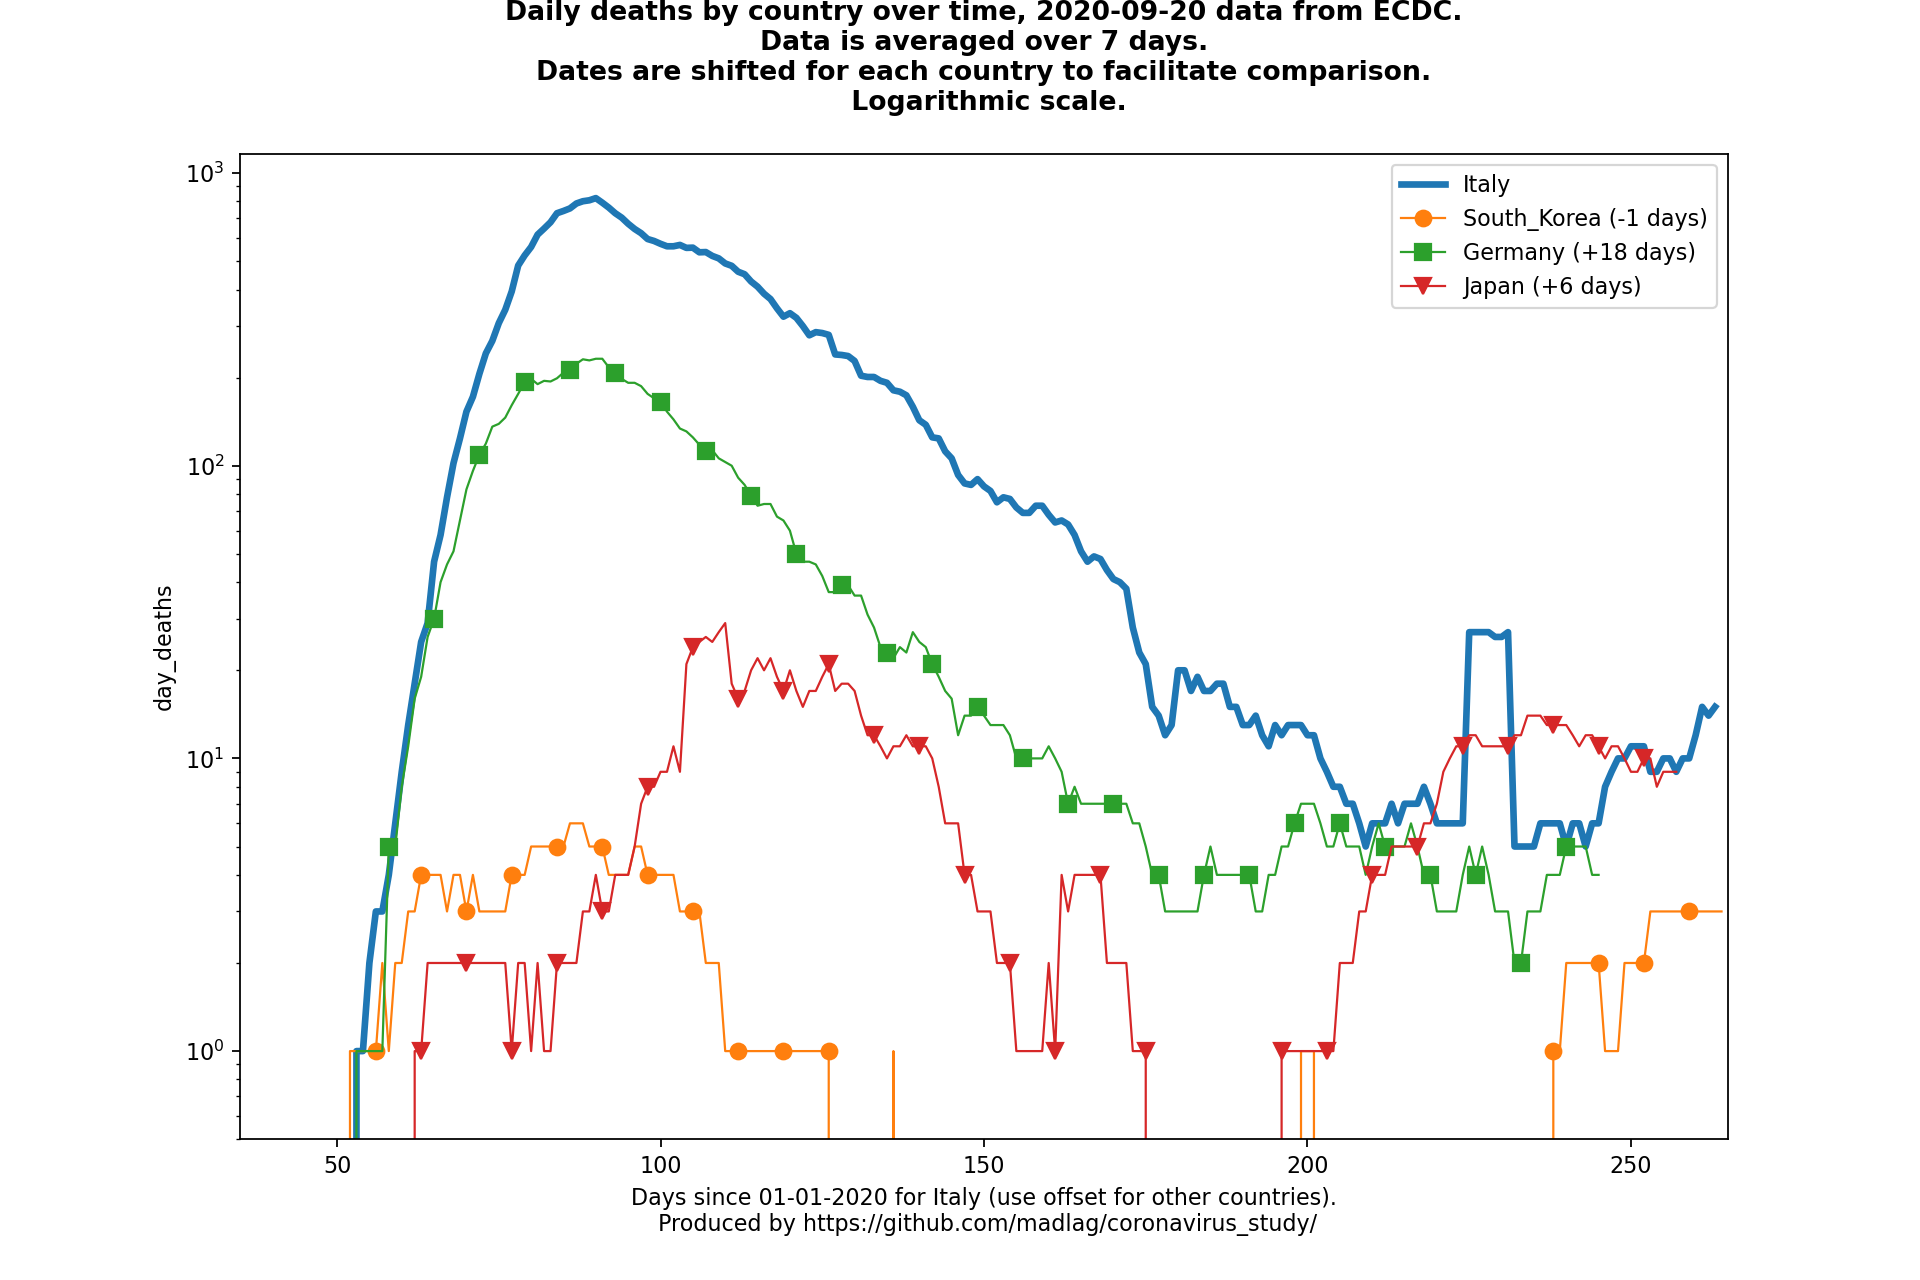 Daily deaths by country over time, 2020-09-20 data from ECDC.
Data is averaged over 7 days.
Dates are shifted for each country to facilitate comparison.
Logarithmic scale.
10³
10²
10¹
10⁰
day_deaths
Italy
South_Korea (-1 days)
Germany (+18 days)
Japan (+6 days)
50
100
150
200
250
Days since 01-01-2020 for Italy (use offset for other countries).
Produced by https://github.com/madlag/coronavirus_study/